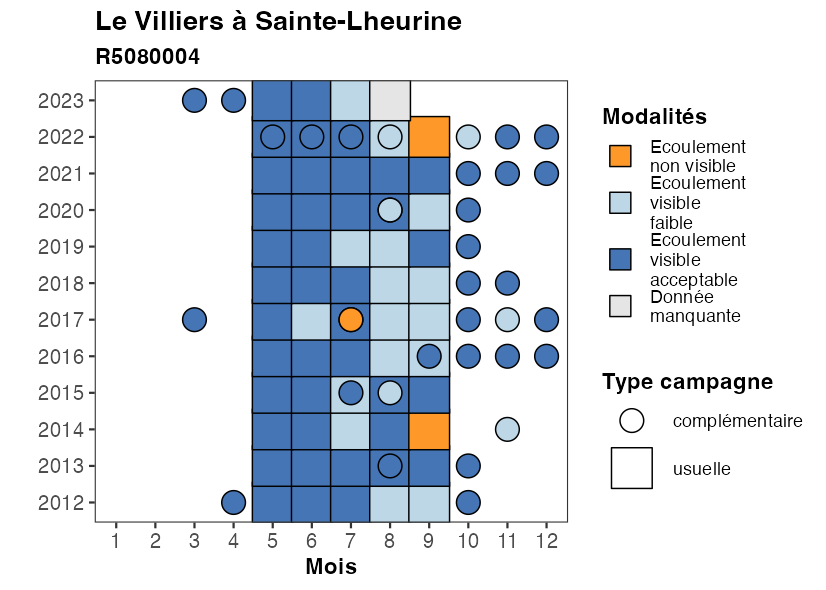 Le Villiers à Sainte-Lheurine
R5080004
2023
2022
2021
2020
2019
2018
2017
2016
2015
2014
2013
2012
1 2 3 4 5 6 7 8 9 10 11 12
Mois
Modalités
Ecoulement
non visible
Ecoulement
visible
faible
Ecoulement
visible
acceptable
Donnée
manquante
Type campagne
complémentaire
usuelle